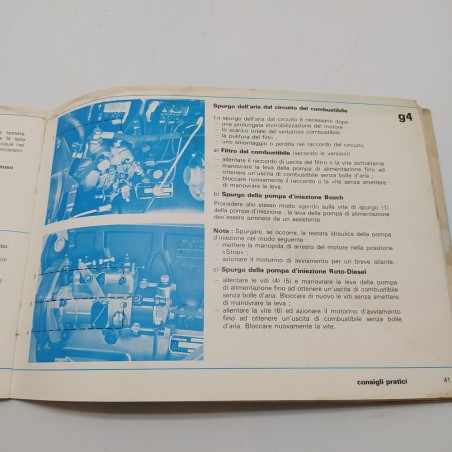 Spurgo dell'aria dal circuito del combustibile
g4
Lo spurgo dell'aria dal circuito è necessario dopo :
— una prolungata immobilizzazione del motore ;
— lo scarico totale del serbatoio combustibile
— la pulitura del filtro ;
— uno smontaggio o perdita nei raccordo del circuito.
a) Filtro del combustibile (secondo le versioni)
— allentare il raccordo di uscita del filtro o la vite sottostante
— manovrare la leva della pompa di alimentazione fino ad
ottenere un'uscita di combustibile senza bolle d'aria ;
— bloccare nuovamente il raccordo o la vite senza smettere
di manovrare la leva.
b) Spurgo della pompa d'iniezione Bosch
Procedere allo stesso modo agendo sulla vite di spurgo (1)
della pompa d'iniezione ; la leva della pompa di alimentazione
dev'essere azionata da un assistente.
Nota : Spurgare, se occorre, la testata idraulica della pompa
d'iniezione nel modo seguente :
— mettere la manopola di arresto del motore nella posizione
«Stop» ;
— azionare il motorino di avviamento per un breve istante.
c) Spurgo della pompa d'iniezione Roto-Diesel
— allentare le viti (4) (5) e manovrare la leva della pompa
di alimentazione fino ad ottenere un'uscita di combustibile
senza bolle d'aria. Bloccare di nuovo le viti senza smettere
di manovrare la leva ;
— allentare la vite (6) ed azionare il motorino d'avviamento
fino ad ottenere un'uscita di combustibile senza bolle
d'aria. Bloccare nuovamente la vite.
consigli pratici
41